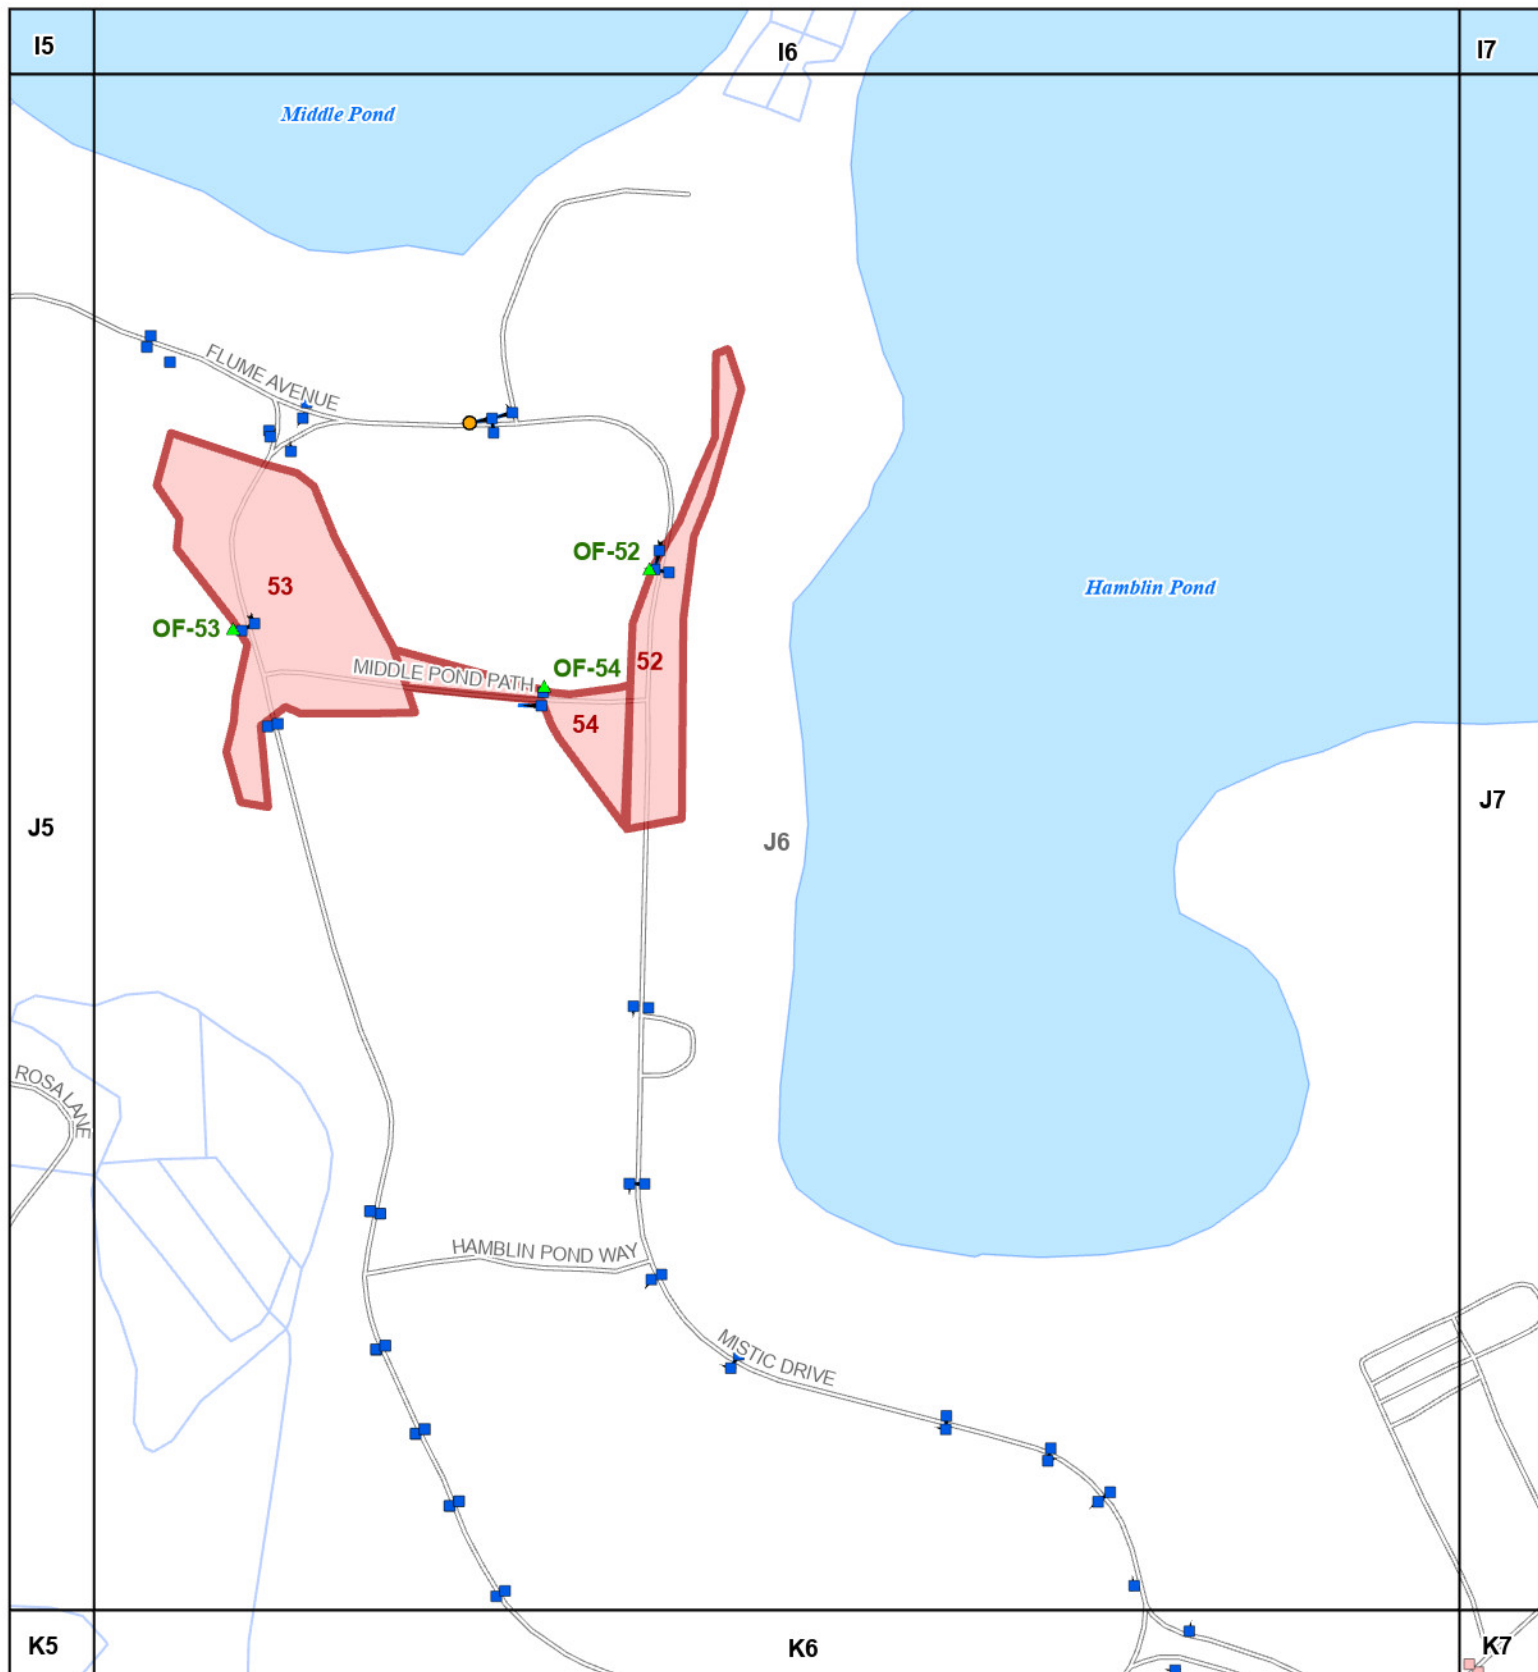 I5
I6
I7
Middle Pond
FLUME AVENUE
OF-52
53
Hamblin Pond
OF-53
52
OF-54
MIDDLE POND PATH
54
J5
J6
J7
ROSA LANE
HAMBLIN POND WAY
MISTIC DRIVE
K5
K6
K7